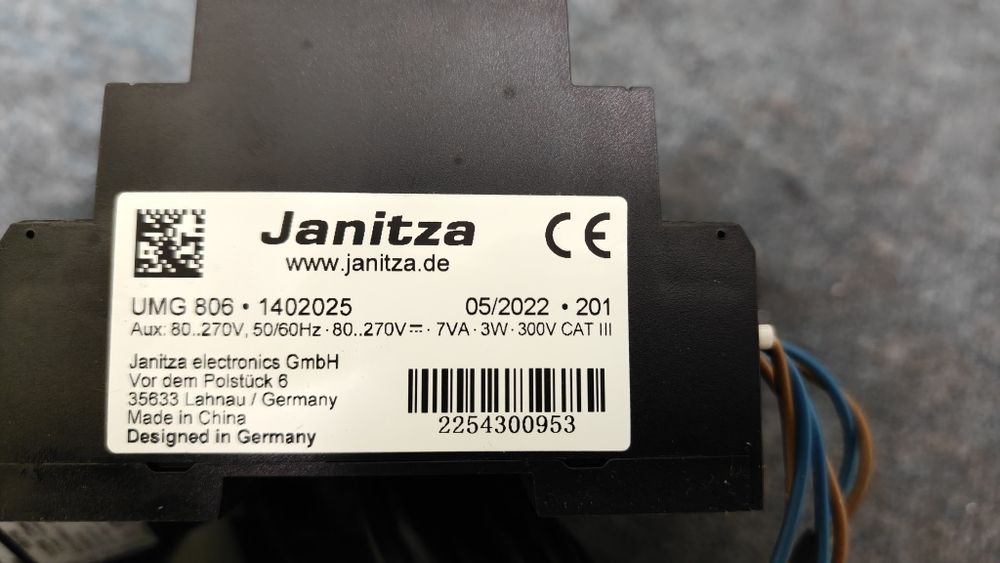 Janitza
CE
www.janitza.de
UMG 806 • 1402025 05/2022 • 201
Aux: 80..270V, 50/60Hz · 80..270V⎓ · 7VA · 3W · 300V CAT III
Janitza electronics GmbH
Vor dem Polstück 6
35633 Lahnau / Germany
Made in China
Designed in Germany
2254300953